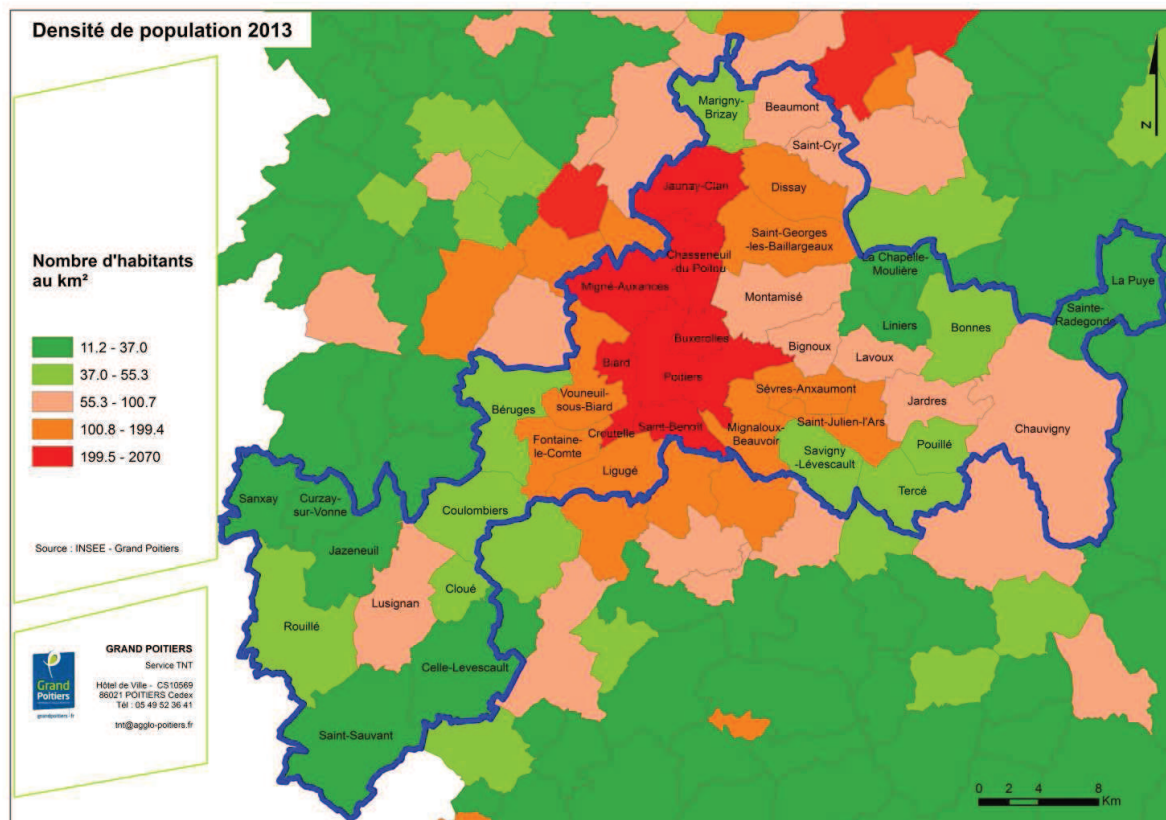 Densité de population 2013
Nombre d'habitants
au km²
11.2 - 37.0
37.0 - 55.3
55.3 - 100.7
100.8 - 199.4
199.5 - 2070
Source : INSEE - Grand Poitiers
Grand
Poitiers
grandpoitiers.fr
GRAND POITIERS
Service TNT
Hôtel de Ville - CS10569
86021 POITIERS Cedex
Tél : 05 49 52 36 41
tnt@agglo-poitiers.fr
Marigny-
Brizay
Beaumont
Saint-Cyr
Jaunay-Clan
Dissay
Saint-Georges
-les-Baillargeaux
Chasseneuil
-du-Poitou
La Chapelle-
Moulière
La Puye
Migné-Auxances
Montamisé
Sainte-
Radegonde
Liniers
Bonnes
Buxerolles
Bignoux
Lavoux
Biard
Poitiers
Sèvres-Anxaumont
Vouneuil-
sous-Biard
Béruges
Jardres
Saint-Julien-l'Ars
Chauvigny
Saint-Benoît
Mignaloux-
Beauvoir
Croutelle
Fontaine-
le-Comte
Pouillé
Savigny
-Lévescault
Ligugé
Tercé
Sanxay
Curzay-
sur-Vonne
Coulombiers
Jazeneuil
Cloué
Lusignan
Rouillé
Celle-Levescault
Saint-Sauvant
N
0 2 4 8
Km